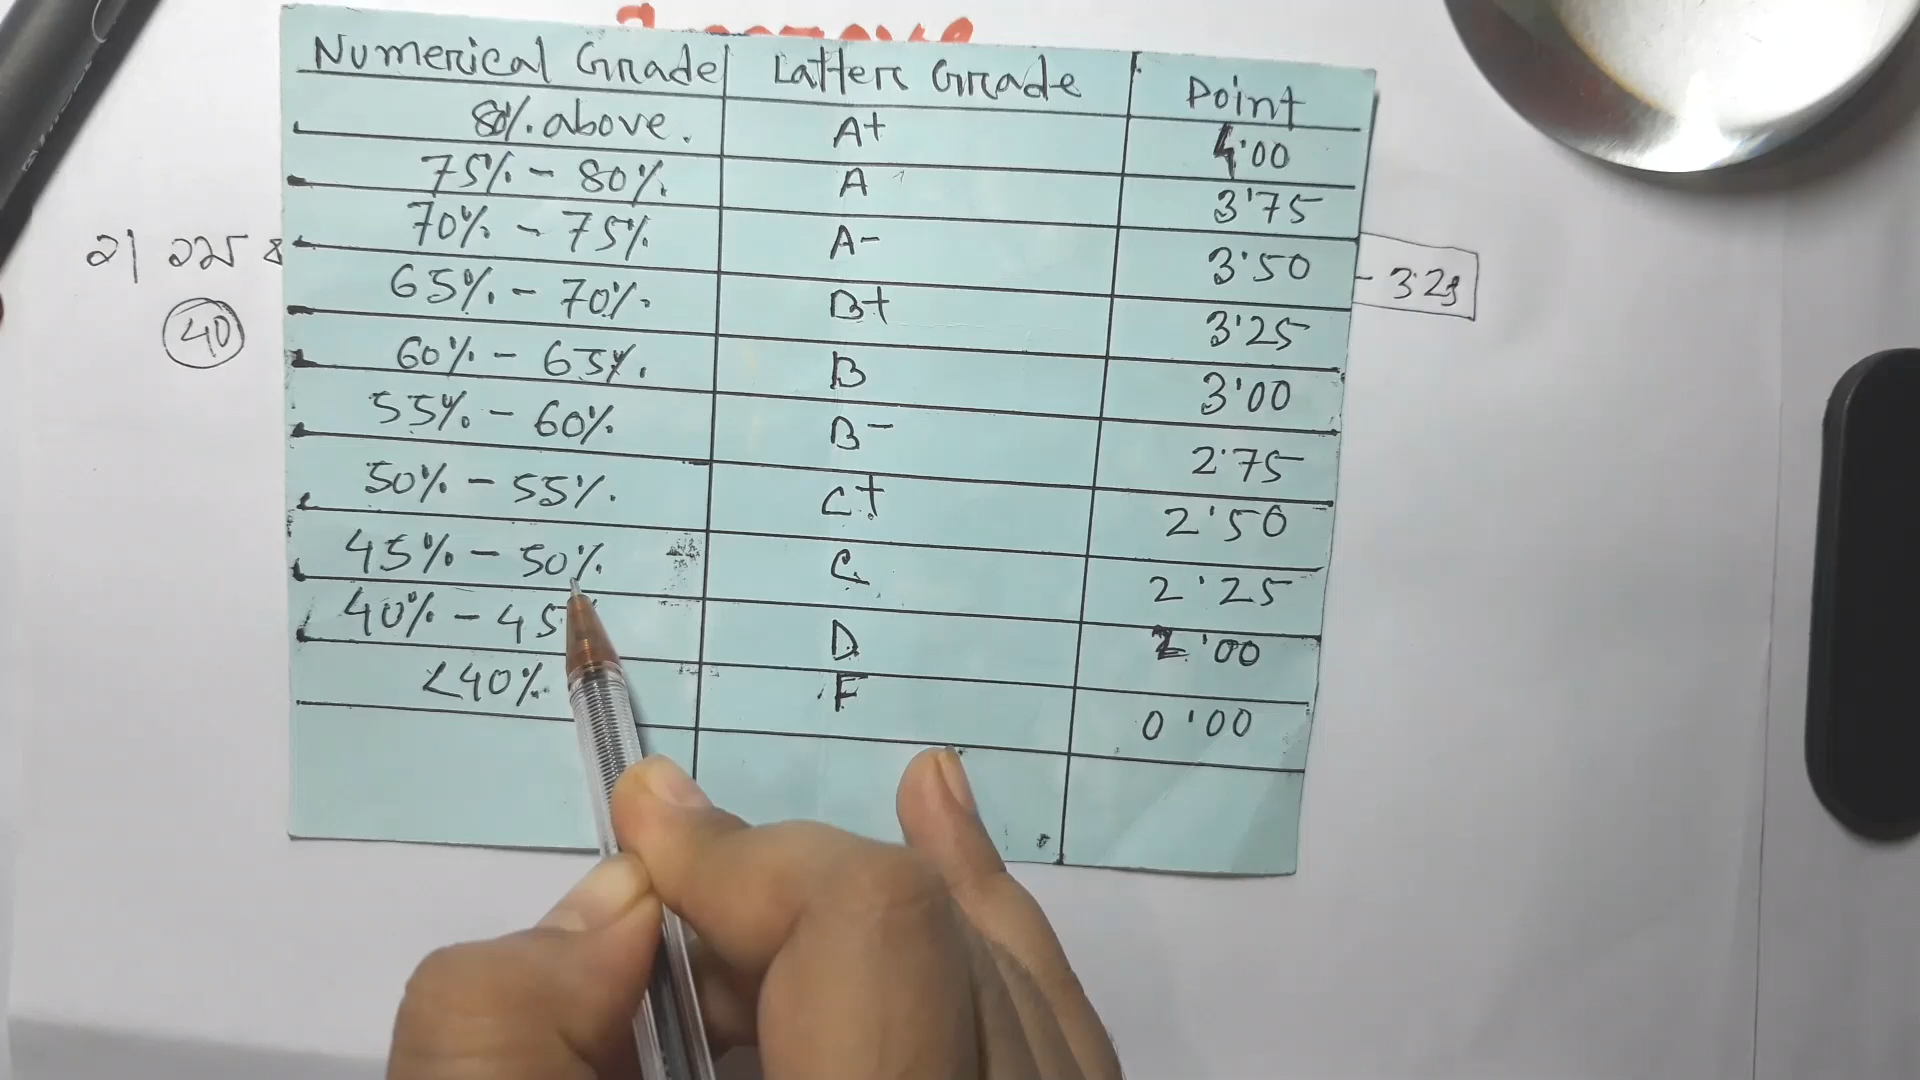 Numerical Grade Latter Grade Point
80% above. A+ 4'00
75% - 80% A 3'75
70% - 75% A- 3'50
65% - 70% B+ 3'25
60% - 65% B 3'00
55% - 60% B- 2'75
50% - 55% C+ 2'50
45% - 50% C 2'25
40% - 45 D 2'00
<40% F 0'00
40